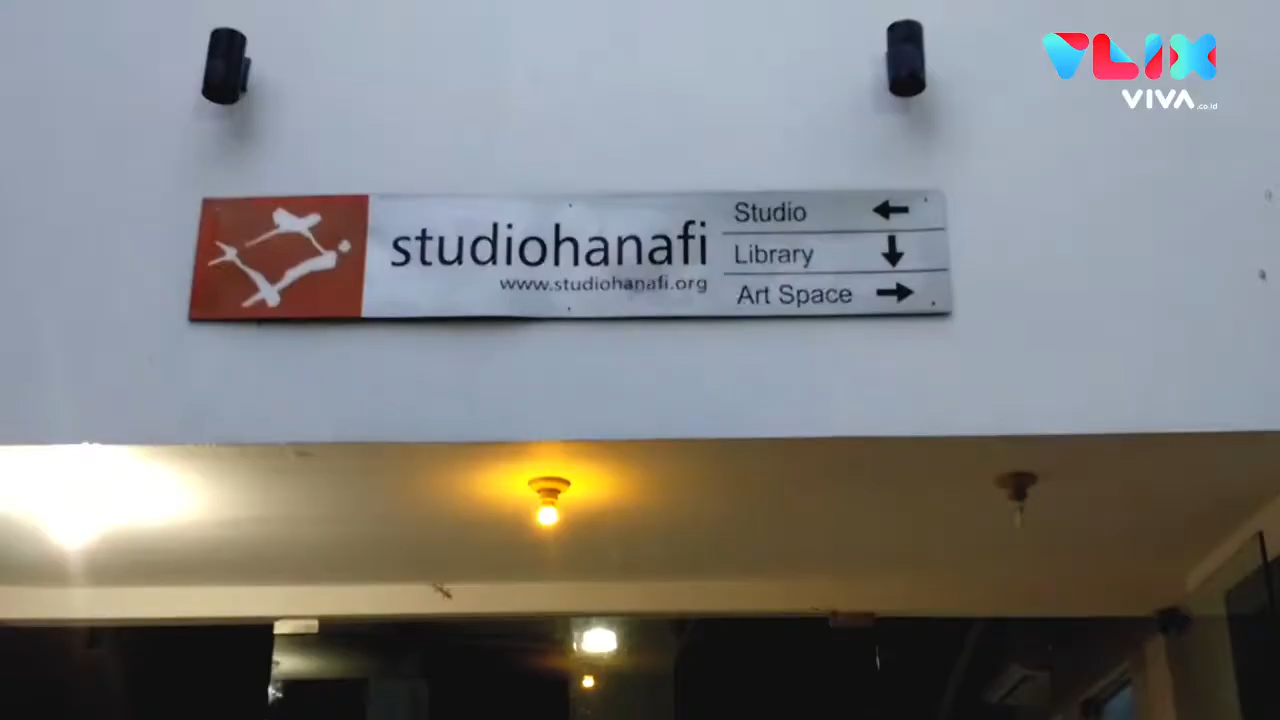 VLIX
VIVA.co.id
studiohanafi
www.studiohanafi.org
Studio ←
Library ↓
Art Space →